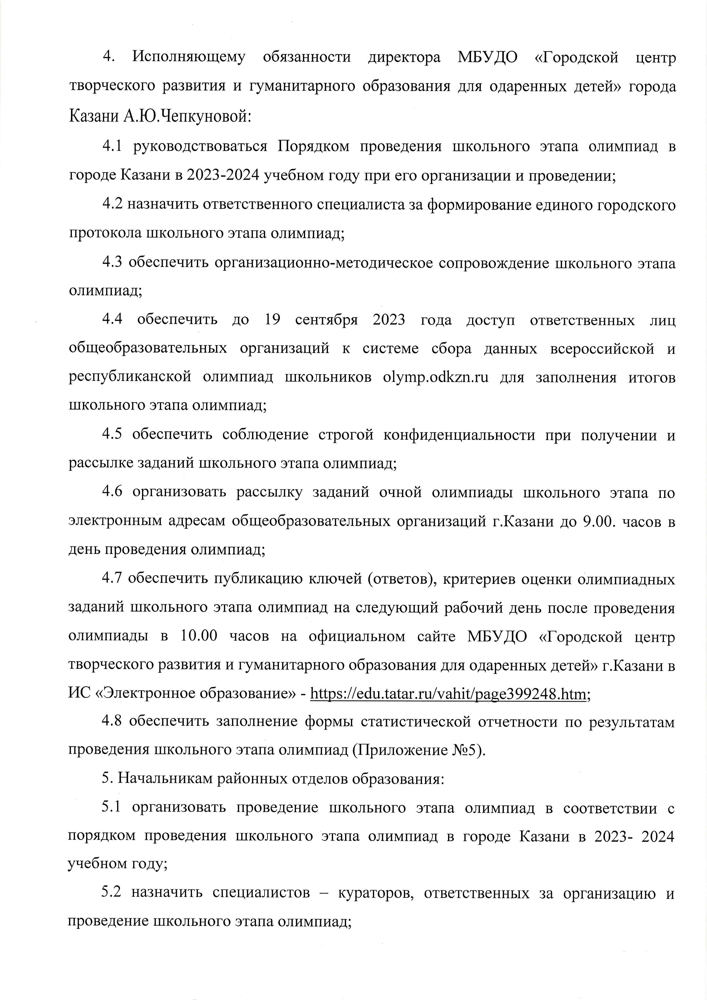 4. Исполняющему обязанности директора МБУДО «Городской центр
творческого развития и гуманитарного образования для одаренных детей» города
Казани А.Ю.Чепкуновой:
4.1 руководствоваться Порядком проведения школьного этапа олимпиад в
городе Казани в 2023-2024 учебном году при его организации и проведении;
4.2 назначить ответственного специалиста за формирование единого городского
протокола школьного этапа олимпиад;
4.3 обеспечить организационно-методическое сопровождение школьного этапа
олимпиад;
4.4 обеспечить до 19 сентября 2023 года доступ ответственных лиц
общеобразовательных организаций к системе сбора данных всероссийской и
республиканской олимпиад школьников olymp.odkzn.ru для заполнения итогов
школьного этапа олимпиад;
4.5 обеспечить соблюдение строгой конфиденциальности при получении и
рассылке заданий школьного этапа олимпиад;
4.6 организовать рассылку заданий очной олимпиады школьного этапа по
электронным адресам общеобразовательных организаций г.Казани до 9.00. часов в
день проведения олимпиад;
4.7 обеспечить публикацию ключей (ответов), критериев оценки олимпиадных
заданий школьного этапа олимпиад на следующий рабочий день после проведения
олимпиады в 10.00 часов на официальном сайте МБУДО «Городской центр
творческого развития и гуманитарного образования для одаренных детей» г.Казани в
ИС «Электронное образование» - https://edu.tatar.ru/vahit/page399248.htm;
4.8 обеспечить заполнение формы статистической отчетности по результатам
проведения школьного этапа олимпиад (Приложение №5).
5. Начальникам районных отделов образования:
5.1 организовать проведение школьного этапа олимпиад в соответствии с
порядком проведения школьного этапа олимпиад в городе Казани в 2023- 2024
учебном году;
5.2 назначить специалистов – кураторов, ответственных за организацию и
проведение школьного этапа олимпиад;